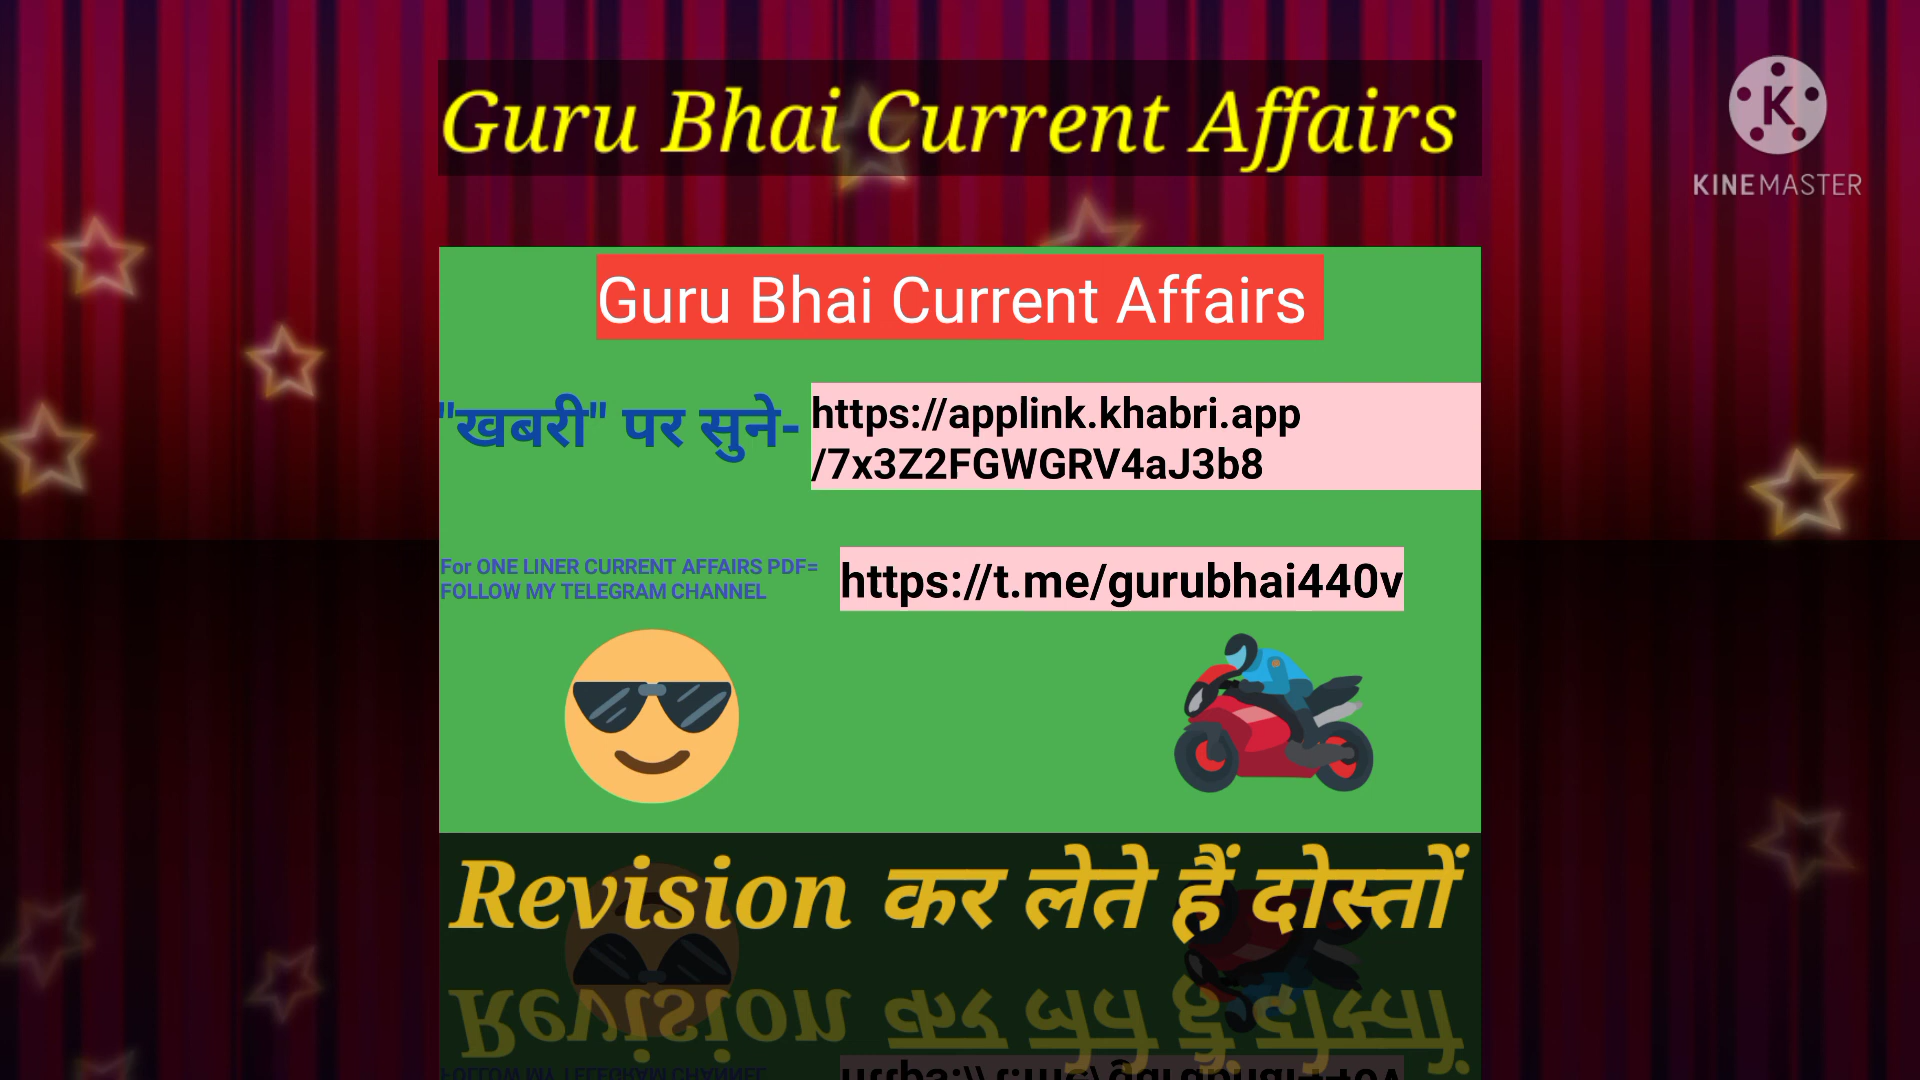 Guru Bhai Current Affairs
KINEMASTER
Guru Bhai Current Affairs
"खबरी" पर सुने-
https://applink.khabri.app
/7x3Z2FGWGRV4aJ3b8
For ONE LINER CURRENT AFFAIRS PDF=
FOLLOW MY TELEGRAM CHANNEL
https://t.me/gurubhai440v
Revision कर लेते हैं दोस्तों